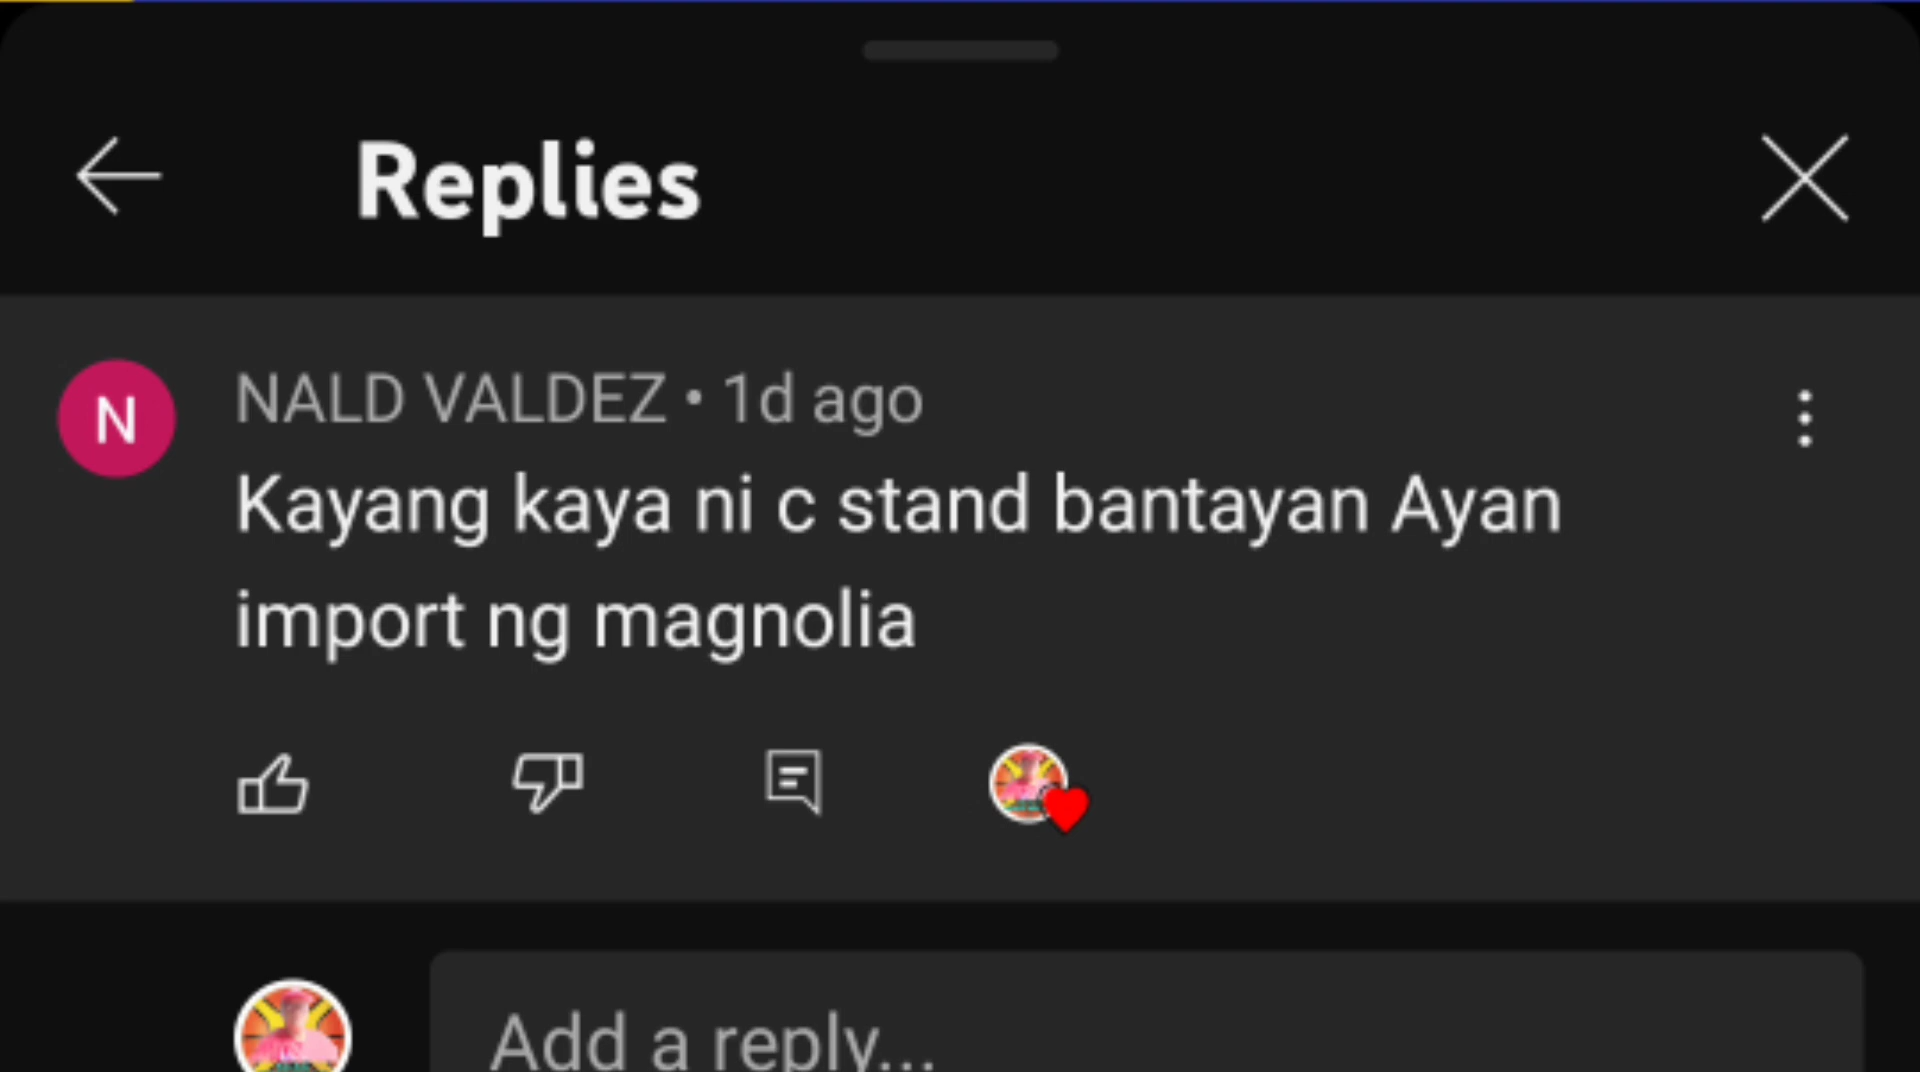 Replies
N
NALD VALDEZ • 1d ago
Kayang kaya ni c stand bantayan Ayan
import ng magnolia
Add a reply...